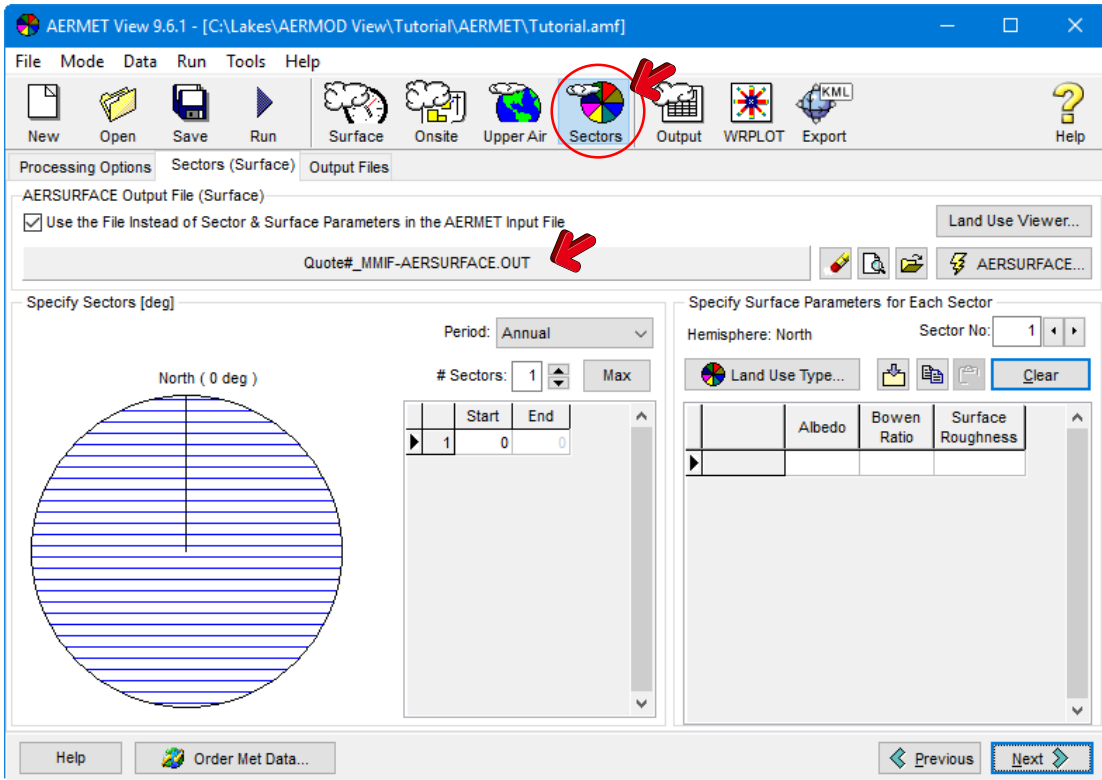 AERMET View 9.6.1 - [C:\Lakes\AERMOD View\Tutorial\AERMET\Tutorial.amf]
File Mode Data Run Tools Help
KML
New Open Save Run Surface Onsite Upper Air Sectors Output WRPLOT Export Help
Processing Options Sectors (Surface) Output Files
AERSURFACE Output File (Surface)
Use the File Instead of Sector & Surface Parameters in the AERMET Input File
Land Use Viewer...
Quote#_MMIF-AERSURFACE.OUT
AERSURFACE...
Specify Sectors [deg]
Period: Annual
# Sectors: 1 Max
North ( 0 deg )
Start End
1 0 0
Specify Surface Parameters for Each Sector
Hemisphere: North Sector No: 1
Land Use Type... Clear
Albedo Bowen Ratio Surface Roughness
Help Order Met Data... Previous Next